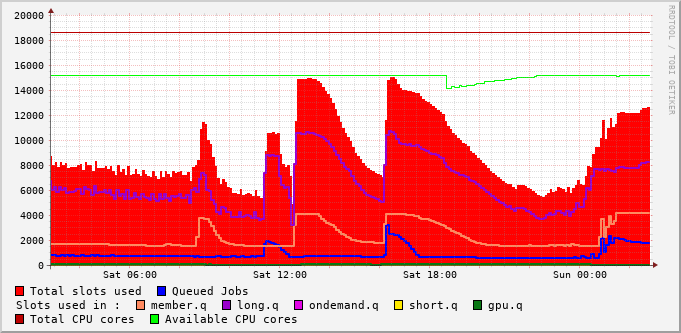 20000
18000
16000
14000
12000
10000
8000
6000
4000
2000
0
Sat 06:00 Sat 12:00 Sat 18:00 Sun 00:00
RRDTOOL / TOBI OETIKER
Total slots used Queued Jobs
Slots used in : member.q long.q ondemand.q short.q gpu.q
Total CPU cores Available CPU cores